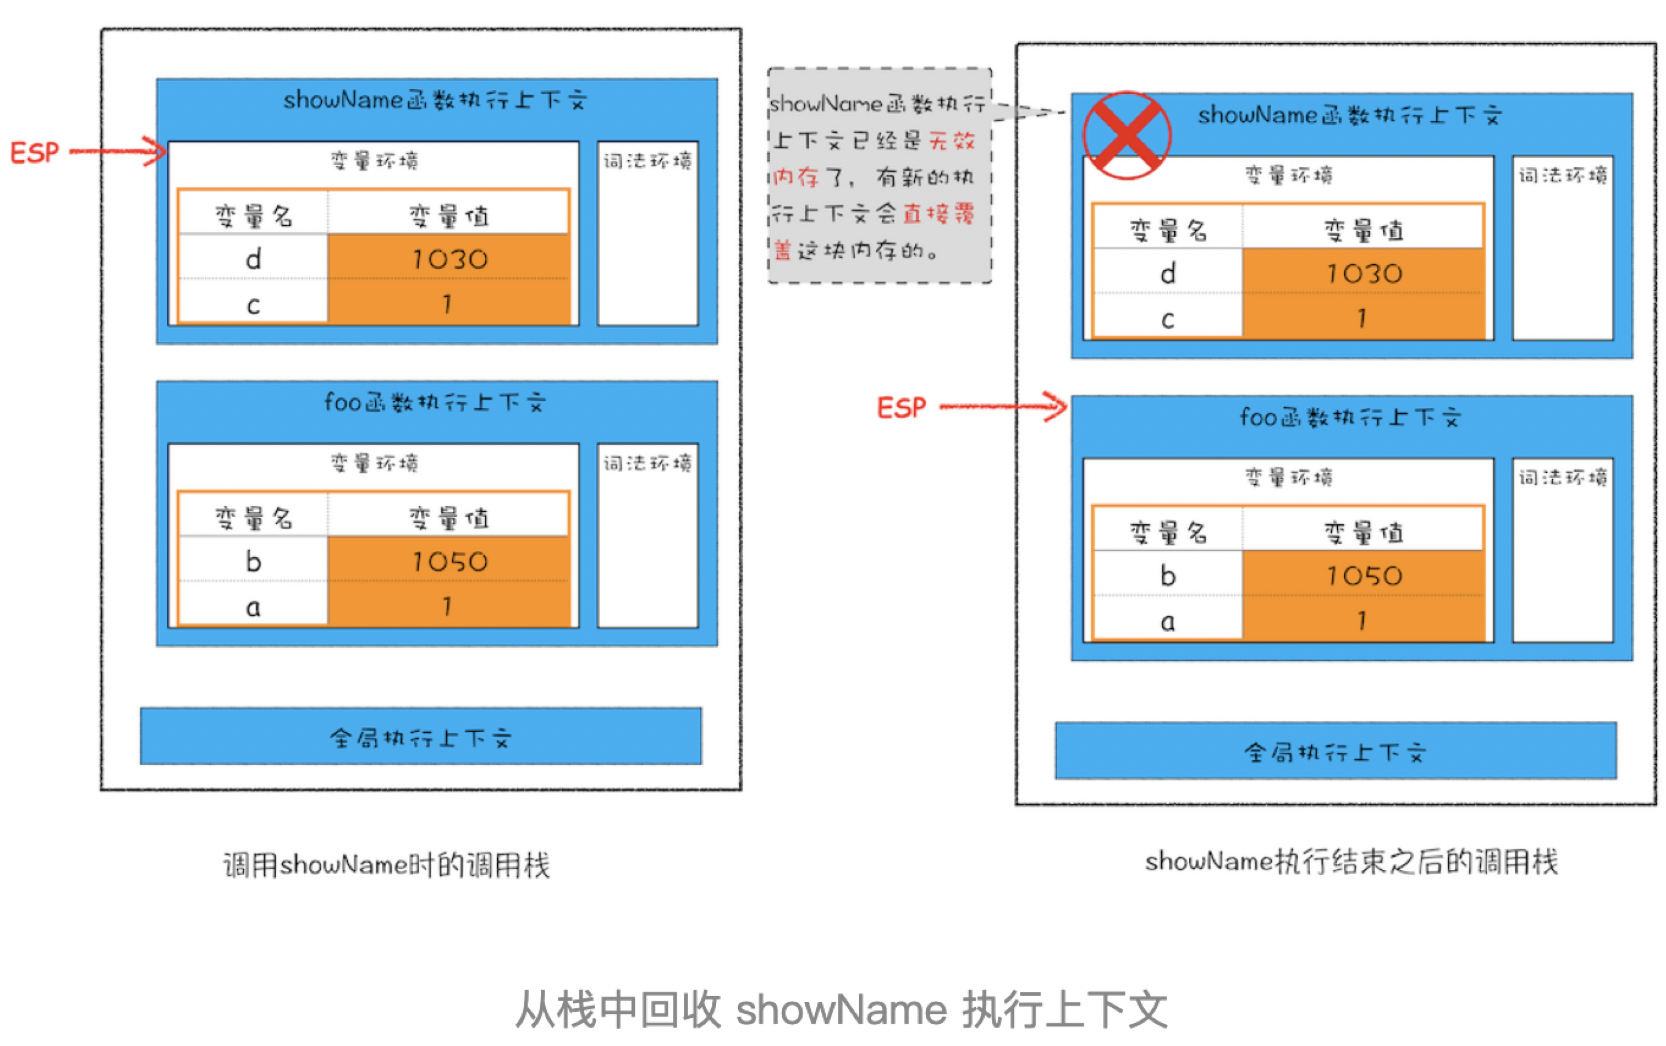 showName函数执行上下文
ESP
变量环境
词法环境
变量名 变量值
d 1030
c 1
foo函数执行上下文
变量环境
词法环境
变量名 变量值
b 1050
a 1
全局执行上下文
调用showName时的调用栈
showName函数执行
上下文已经是无效
内存了，有新的执
行上下文会直接覆
盖这块内存的。
showName函数执行上下文
变量环境
词法环境
变量名 变量值
d 1030
c 1
ESP
foo函数执行上下文
变量环境
词法环境
变量名 变量值
b 1050
a 1
全局执行上下文
showName执行结束之后的调用栈
从栈中回收 showName 执行上下文